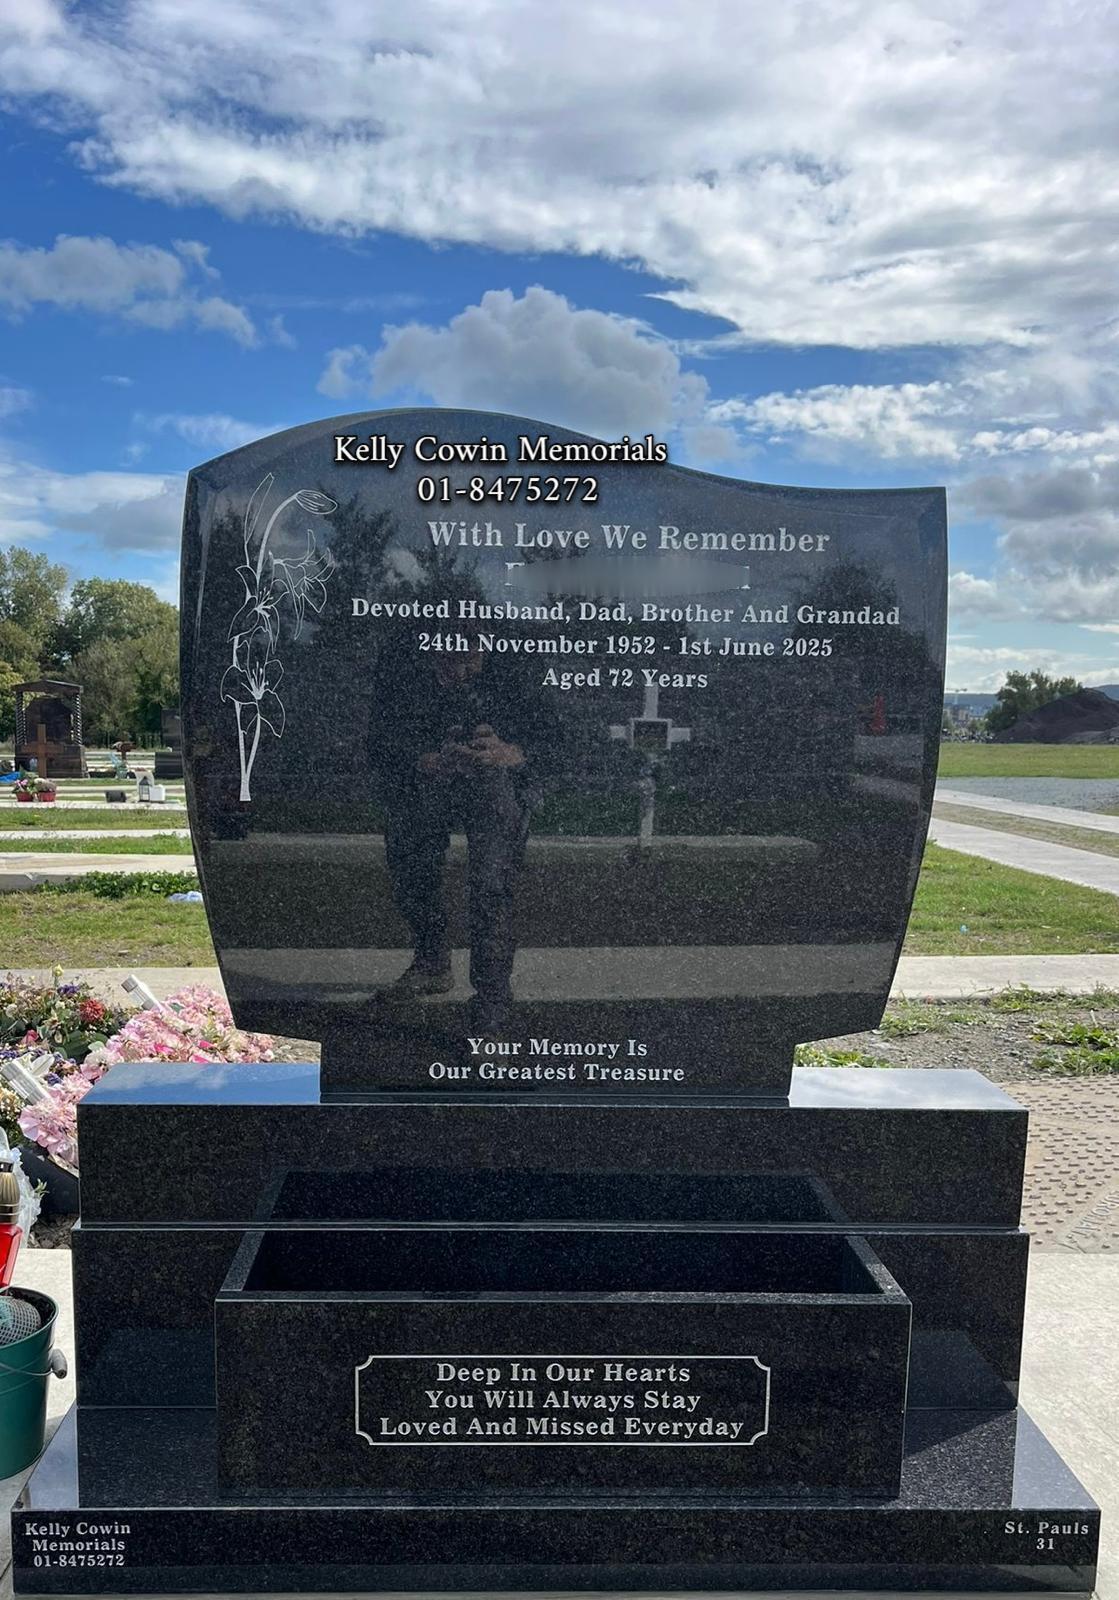 Kelly Cowin Memorials
01-8475272
With Love We Remember
Devoted Husband, Dad, Brother And Grandad
24th November 1952 - 1st June 2025
Aged 72 Years
Your Memory Is
Our Greatest Treasure
Deep In Our Hearts
You Will Always Stay
Loved And Missed Everyday
Kelly Cowin
Memorials
01-8475272
St. Pauls
31